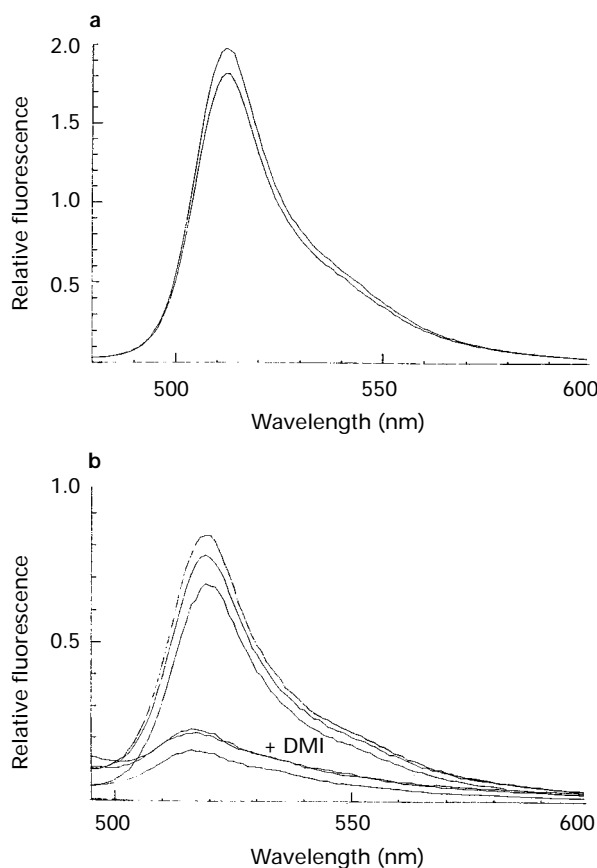 a
2.0
1.5
1.0
0.5
Relative fluorescence
500
550
600
Wavelength (nm)
b
1.0
0.5
Relative fluorescence
+ DMI
500
550
600
Wavelength (nm)